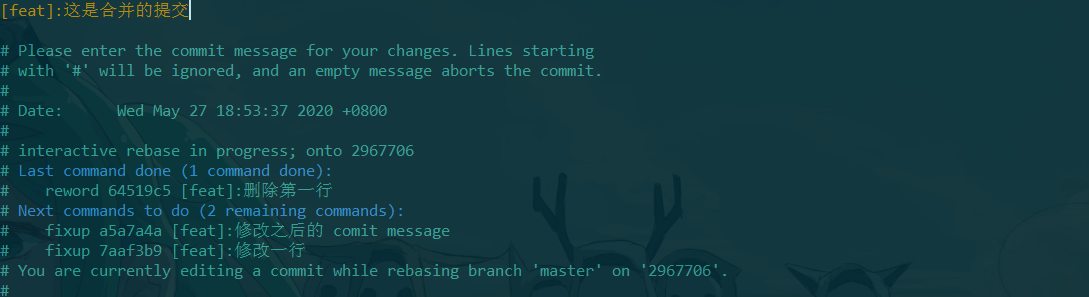 [feat]:这是合并的提交
# Please enter the commit message for your changes. Lines starting
# with '#' will be ignored, and an empty message aborts the commit.
#
# Date:      Wed May 27 18:53:37 2020 +0800
#
# interactive rebase in progress; onto 2967706
# Last command done (1 command done):
#    reword 64519c5 [feat]:删除第一行
# Next commands to do (2 remaining commands):
#    fixup a5a7a4a [feat]:修改之后的 comit message
#    fixup 7aaf3b9 [feat]:修改一行
# You are currently editing a commit while rebasing branch 'master' on '2967706'.
#